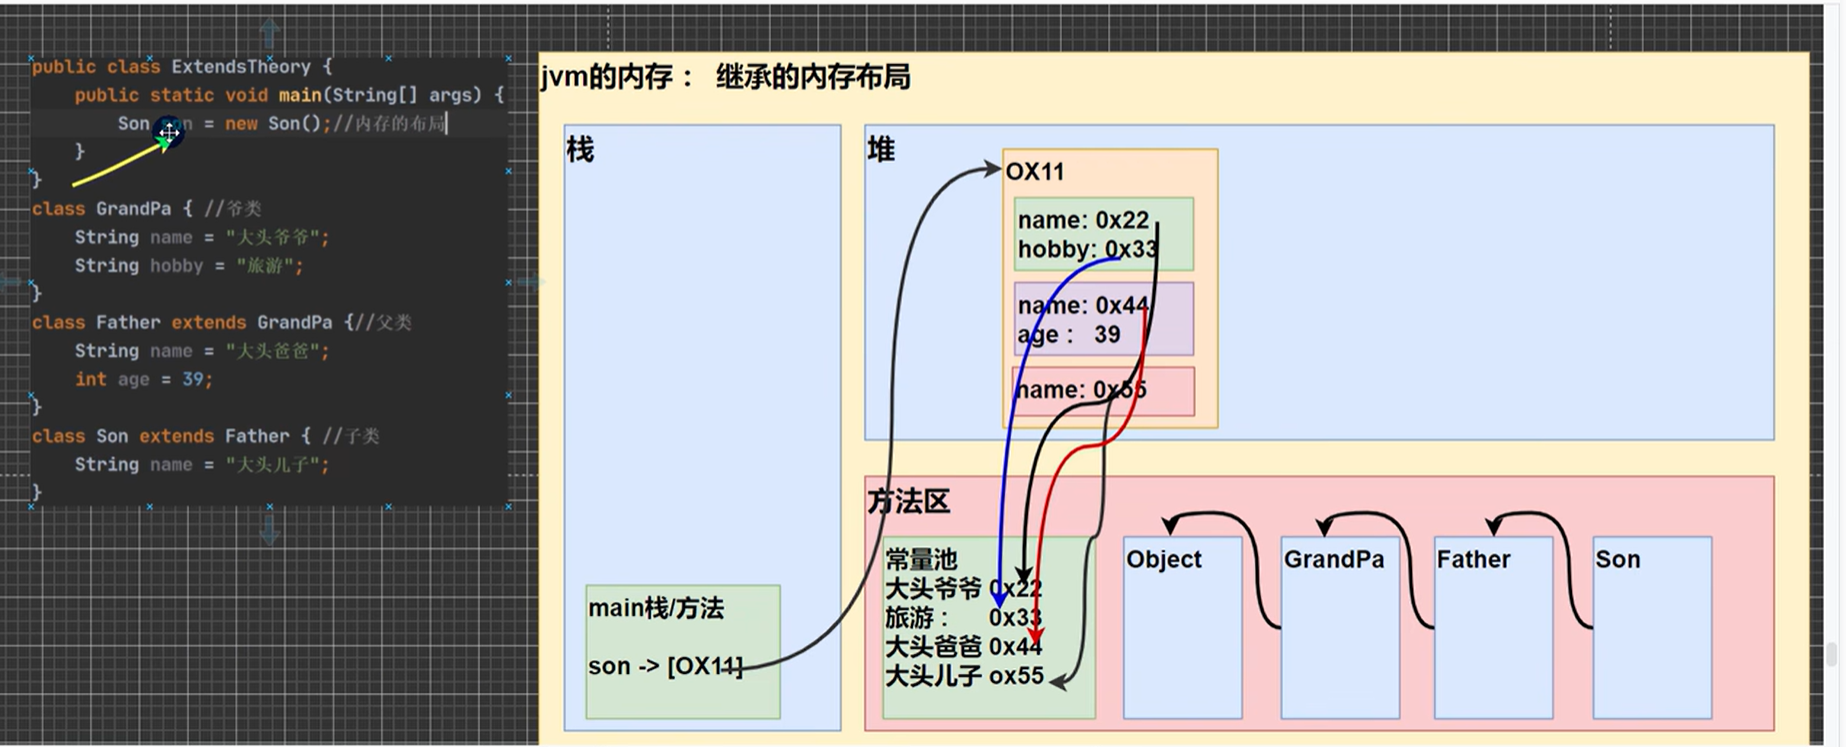 public class ExtendsTheory {
public static void main(String[] args) {
Son son = new Son();//内存的布局
}
}
class GrandPa { //爷类
String name = "大头爷爷";
String hobby = "旅游";
}
class Father extends GrandPa {//父类
String name = "大头爸爸";
int age = 39;
}
class Son extends Father { //子类
String name = "大头儿子";
}
jvm的内存： 继承的内存布局
栈
main栈/方法
son -> [OX11]
堆
OX11
name: 0x22
hobby: 0x33
name: 0x44
age： 39
name: 0x55
方法区
常量池
大头爷爷 0x22
旅游： 0x33
大头爸爸 0x44
大头儿子 ox55
Object
GrandPa
Father
Son